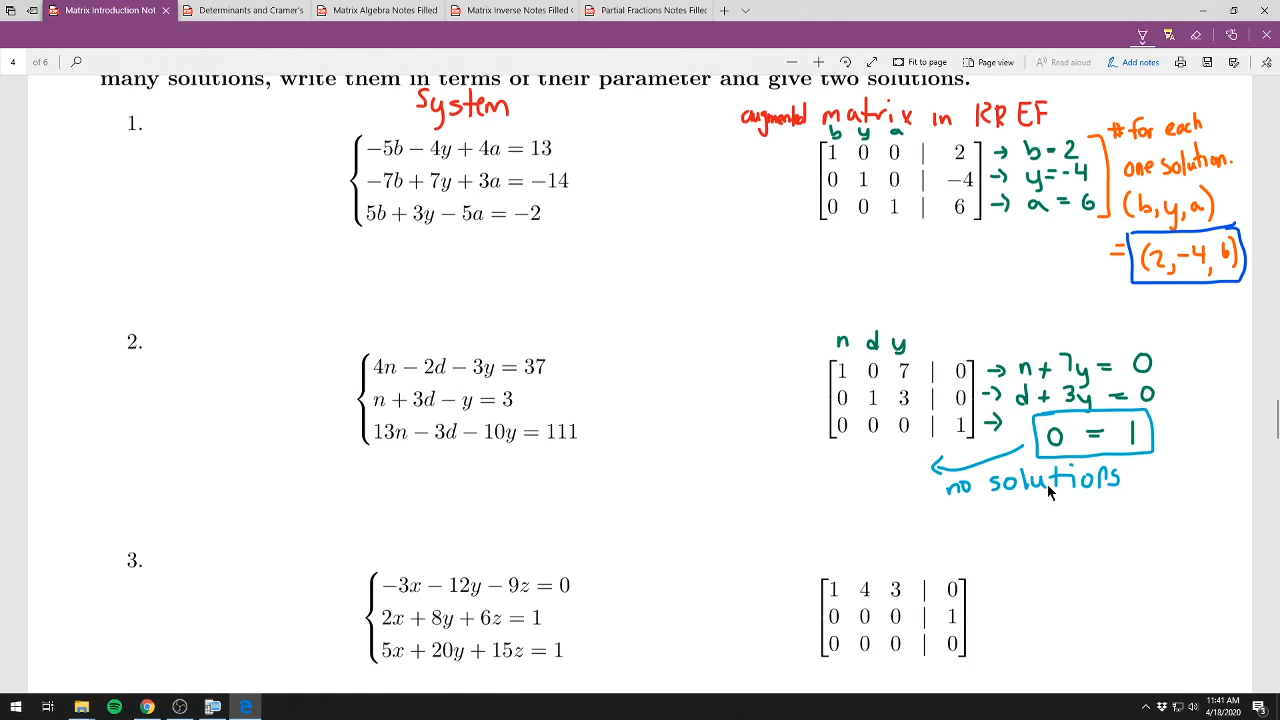 Matrix Introduction Not
Determinants and Cramer's
Matrix Algebra Notes Filled
Matrix Inverse Notes Filled
Partial Fractions Notes Filled
4 of 6
Fit to page
Page view
Read aloud
Add notes
many solutions, write them in terms of their parameter and give two solutions.
System
augmented matrix in RREF
1.
−5b − 4y + 4a = 13
−7b + 7y + 3a = −14
5b + 3y − 5a = −2
b y a
1 0 0 | 2 → b = 2
0 1 0 | −4 → y = −4
0 0 1 | 6 → a = 6
# for each
one solution.
(b, y, a)
= (2, −4, 6)
2.
4n − 2d − 3y = 37
n + 3d − y = 3
13n − 3d − 10y = 111
n d y
1 0 7 | 0 → n + 7y = 0
0 1 3 | 0 → d + 3y = 0
0 0 0 | 1 → 0 = 1
no solutions
3.
−3x − 12y − 9z = 0
2x + 8y + 6z = 1
5x + 20y + 15z = 1
1 4 3 | 0
0 0 0 | 1
0 0 0 | 0
11:41 AM
4/18/2020